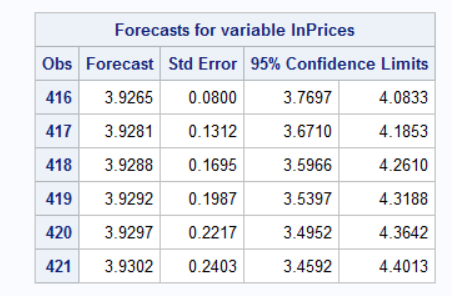 Forecasts for variable InPrices
Obs Forecast Std Error 95% Confidence Limits
416 3.9265 0.0800 3.7697 4.0833
417 3.9281 0.1312 3.6710 4.1853
418 3.9288 0.1695 3.5966 4.2610
419 3.9292 0.1987 3.5397 4.3188
420 3.9297 0.2217 3.4952 4.3642
421 3.9302 0.2403 3.4592 4.4013